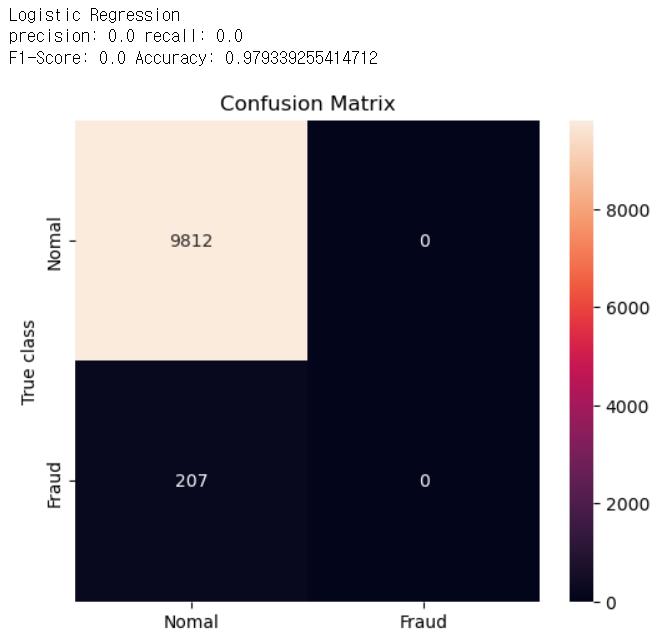 Logistic Regression
precision: 0.0 recall: 0.0
F1-Score: 0.0 Accuracy: 0.979339255414712
Confusion Matrix
Nomal
9812
0
Fraud
207
0
True class
Nomal
Fraud
8000
6000
4000
2000
0